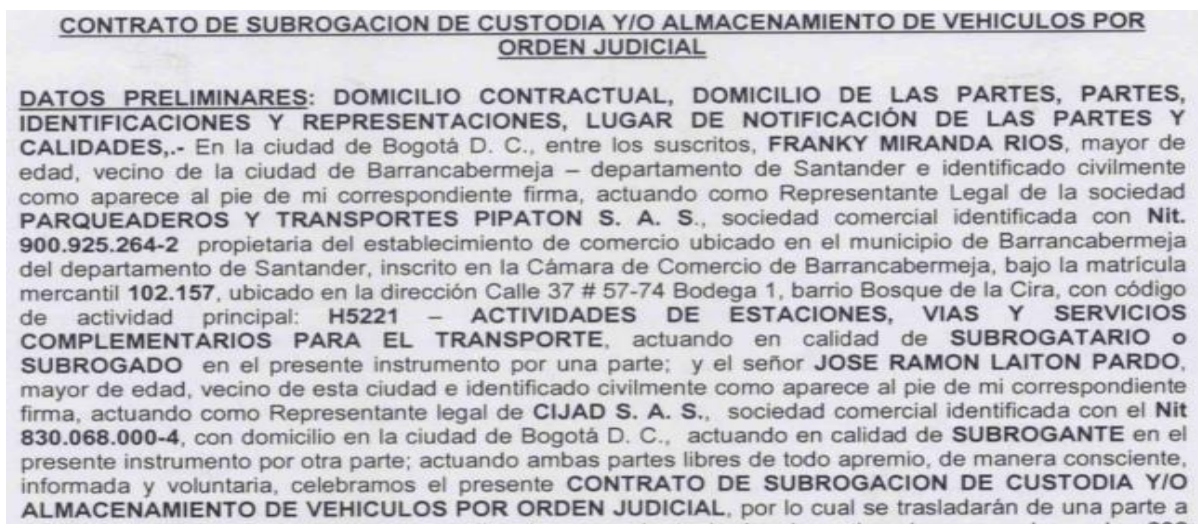 CONTRATO DE SUBROGACION DE CUSTODIA Y/O ALMACENAMIENTO DE VEHICULOS POR
ORDEN JUDICIAL
DATOS PRELIMINARES: DOMICILIO CONTRACTUAL, DOMICILIO DE LAS PARTES, PARTES,
IDENTIFICACIONES Y REPRESENTACIONES, LUGAR DE NOTIFICACIÓN DE LAS PARTES Y
CALIDADES,.- En la ciudad de Bogotá D. C., entre los suscritos, FRANKY MIRANDA RIOS, mayor de
edad, vecino de la ciudad de Barrancabermeja – departamento de Santander e identificado civilmente
como aparece al pie de mi correspondiente firma, actuando como Representante Legal de la sociedad
PARQUEADEROS Y TRANSPORTES PIPATON S. A. S., sociedad comercial identificada con Nit.
900.925.264-2 propietaria del establecimiento de comercio ubicado en el municipio de Barrancabermeja
del departamento de Santander, inscrito en la Cámara de Comercio de Barrancabermeja, bajo la matrícula
mercantil 102.157, ubicado en la dirección Calle 37 # 57-74 Bodega 1, barrio Bosque de la Cira, con código
de actividad principal: H5221 – ACTIVIDADES DE ESTACIONES, VIAS Y SERVICIOS
COMPLEMENTARIOS PARA EL TRANSPORTE, actuando en calidad de SUBROGATARIO o
SUBROGADO en el presente instrumento por una parte; y el señor JOSE RAMON LAITON PARDO,
mayor de edad, vecino de esta ciudad e identificado civilmente como aparece al pie de mi correspondiente
firma, actuando como Representante legal de CIJAD S. A. S., sociedad comercial identificada con el Nit
830.068.000-4, con domicilio en la ciudad de Bogotá D. C., actuando en calidad de SUBROGANTE en el
presente instrumento por otra parte; actuando ambas partes libres de todo apremio, de manera consciente,
informada y voluntaria, celebramos el presente CONTRATO DE SUBROGACION DE CUSTODIA Y/O
ALMACENAMIENTO DE VEHICULOS POR ORDEN JUDICIAL, por lo cual se trasladarán de una parte a